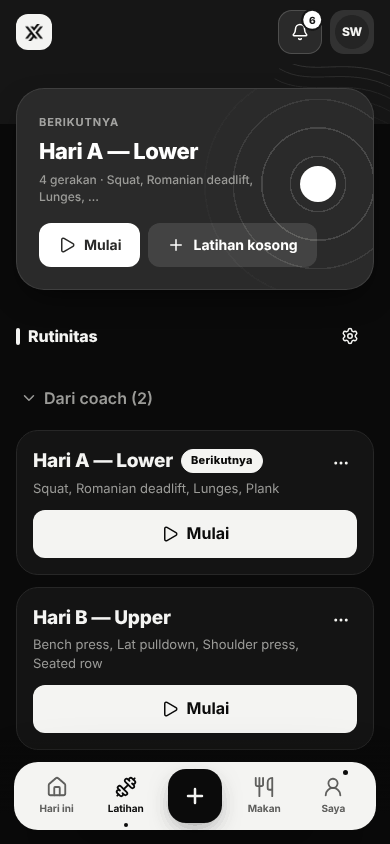 6
SW
BERIKUTNYA
Hari A — Lower
4 gerakan · Squat, Romanian deadlift,
Lunges, ...
Mulai
Latihan kosong
Rutinitas
Dari coach (2)
Hari A — Lower
Berikutnya
Squat, Romanian deadlift, Lunges, Plank
Mulai
Hari B — Upper
Bench press, Lat pulldown, Shoulder press,
Seated row
Mulai
Hari ini
Latihan
Makan
Saya